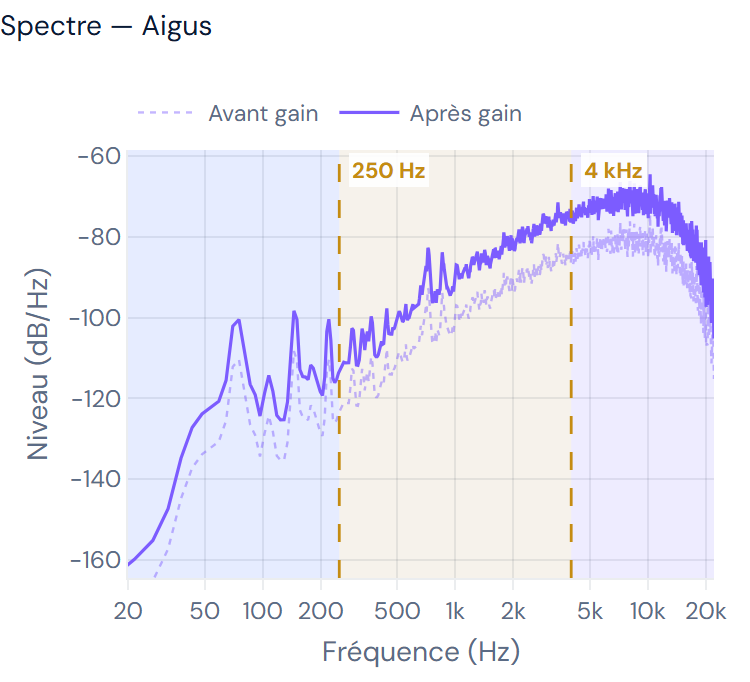 Spectre — Aigus
Avant gain
Après gain
250 Hz
4 kHz
−60
−80
−100
−120
−140
−160
Niveau (dB/Hz)
20 50 100 200 500 1k 2k 5k 10k 20k
Fréquence (Hz)